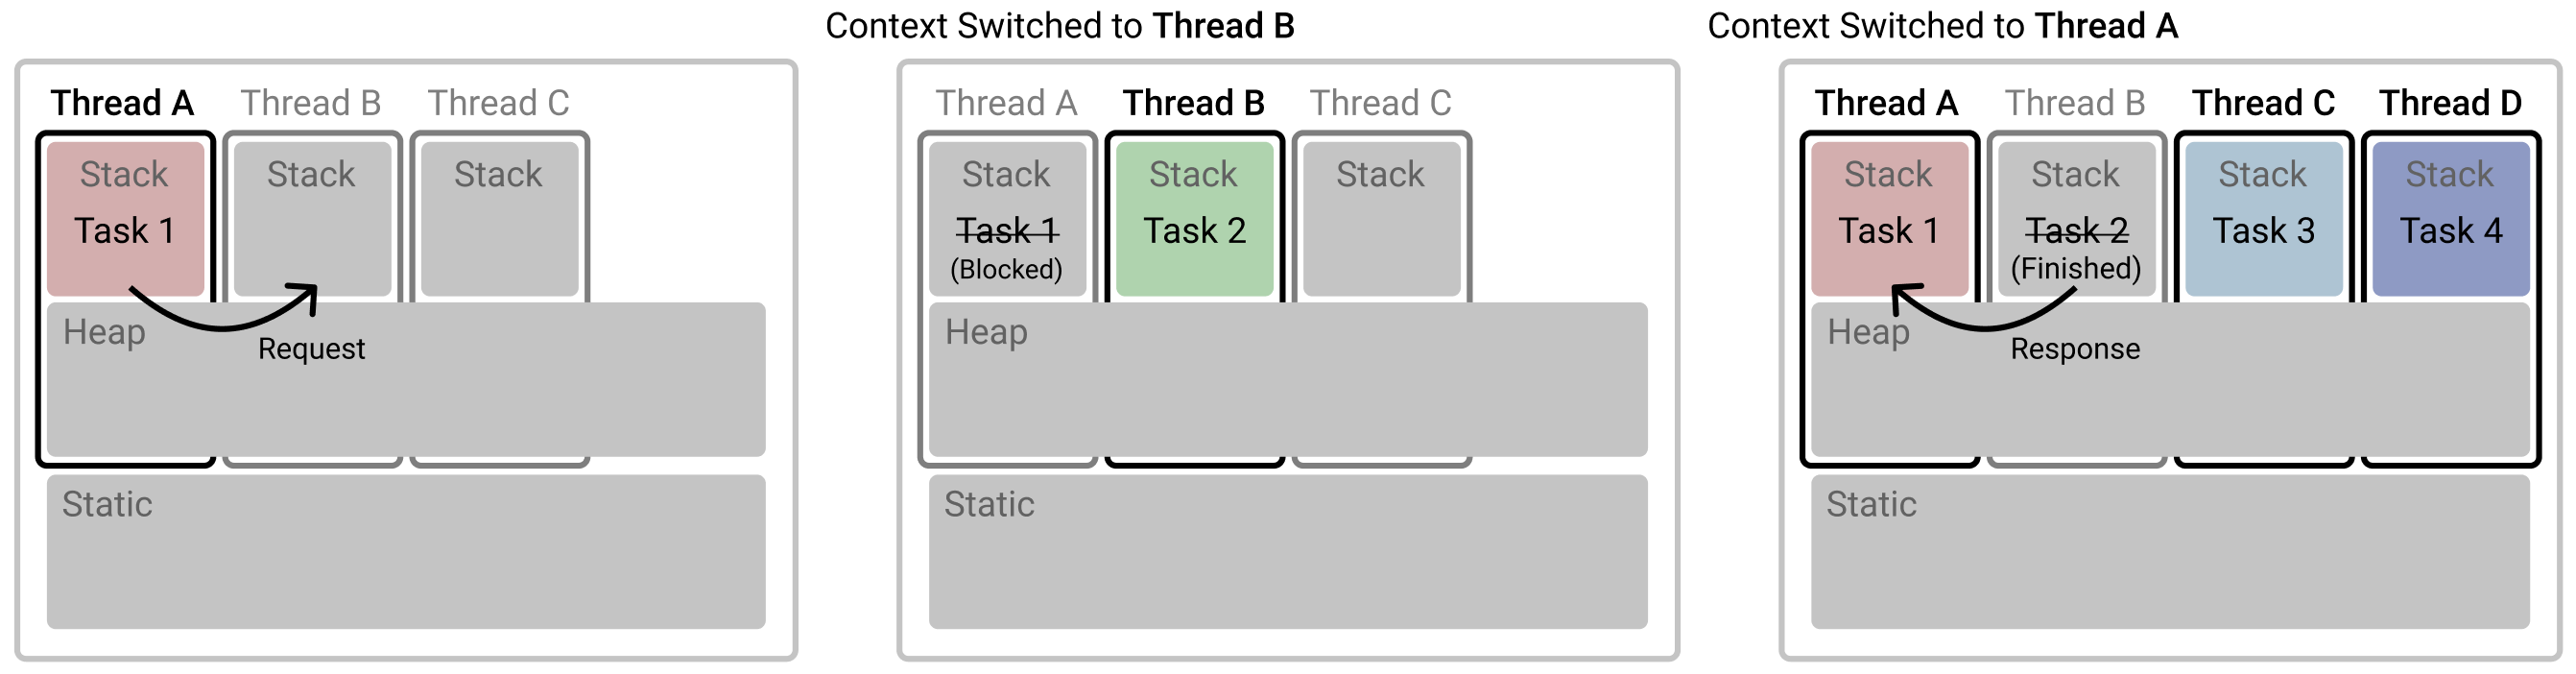 Context Switched to Thread B
Context Switched to Thread A
Thread A
Thread B
Thread C
Stack
Task 1
Stack
Stack
Heap
Request
Static
Thread A
Thread B
Thread C
Stack
Task 1
(Blocked)
Stack
Task 2
Stack
Heap
Static
Thread A
Thread B
Thread C
Thread D
Stack
Task 1
Stack
Task 2
(Finished)
Stack
Task 3
Stack
Task 4
Heap
Response
Static